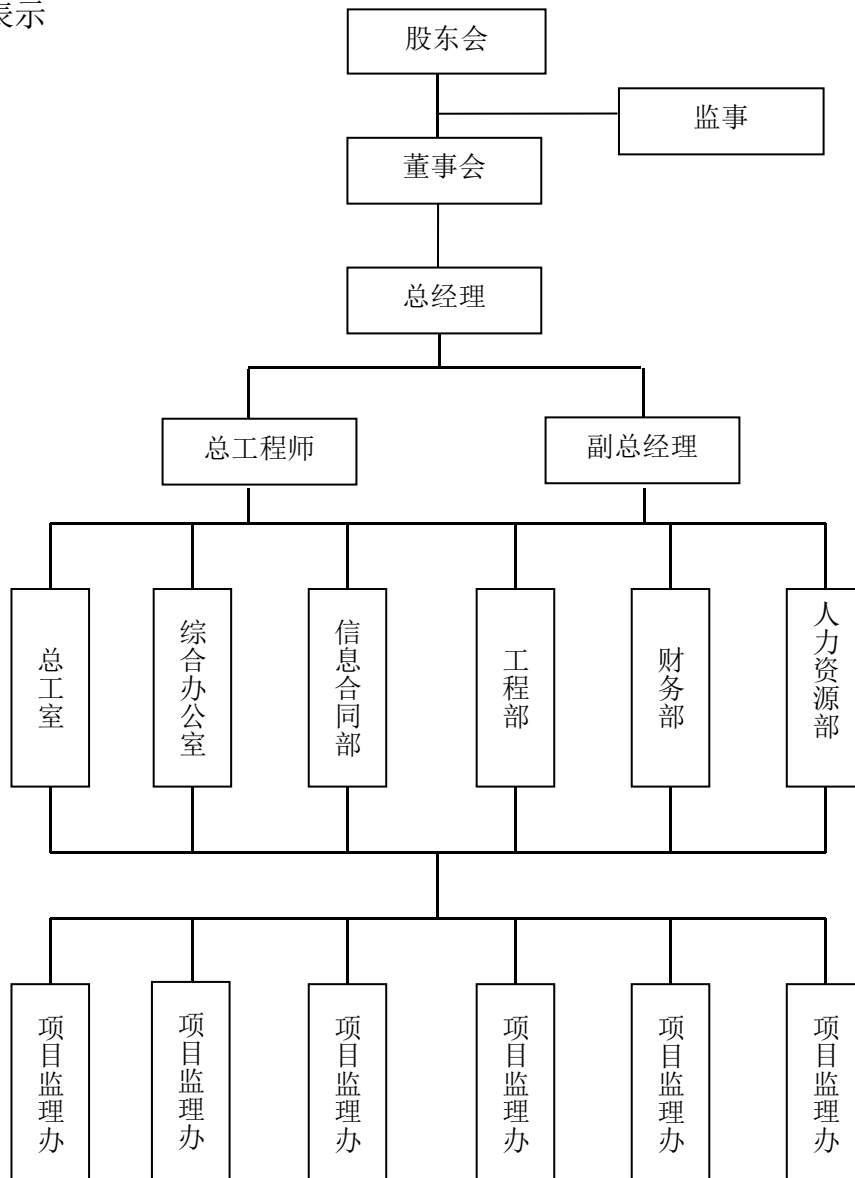 表示
股东会
监事
董事会
总经理
总工程师
副总经理
总工室
综合办公室
信息合同部
工程部
财务部
人力资源部
项目监理办
项目监理办
项目监理办
项目监理办
项目监理办
项目监理办